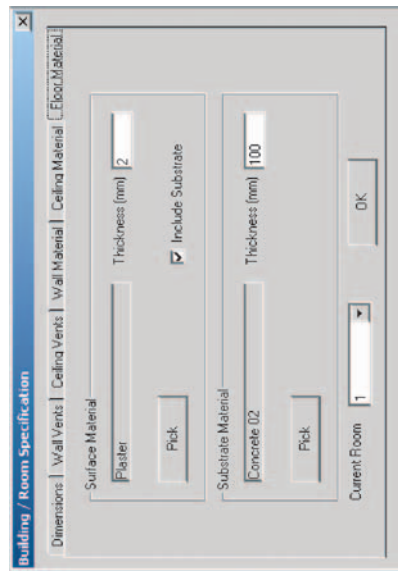 Building / Room Specification
Dimensions Wall Vents Ceiling Vents Wall Material Ceiling Material Floor Material
Surface Material
Plaster Thickness (mm) 2
Pick Include Substrate
Substrate Material
Concrete 02 Thickness (mm) 100
Pick
Current Room 1 OK